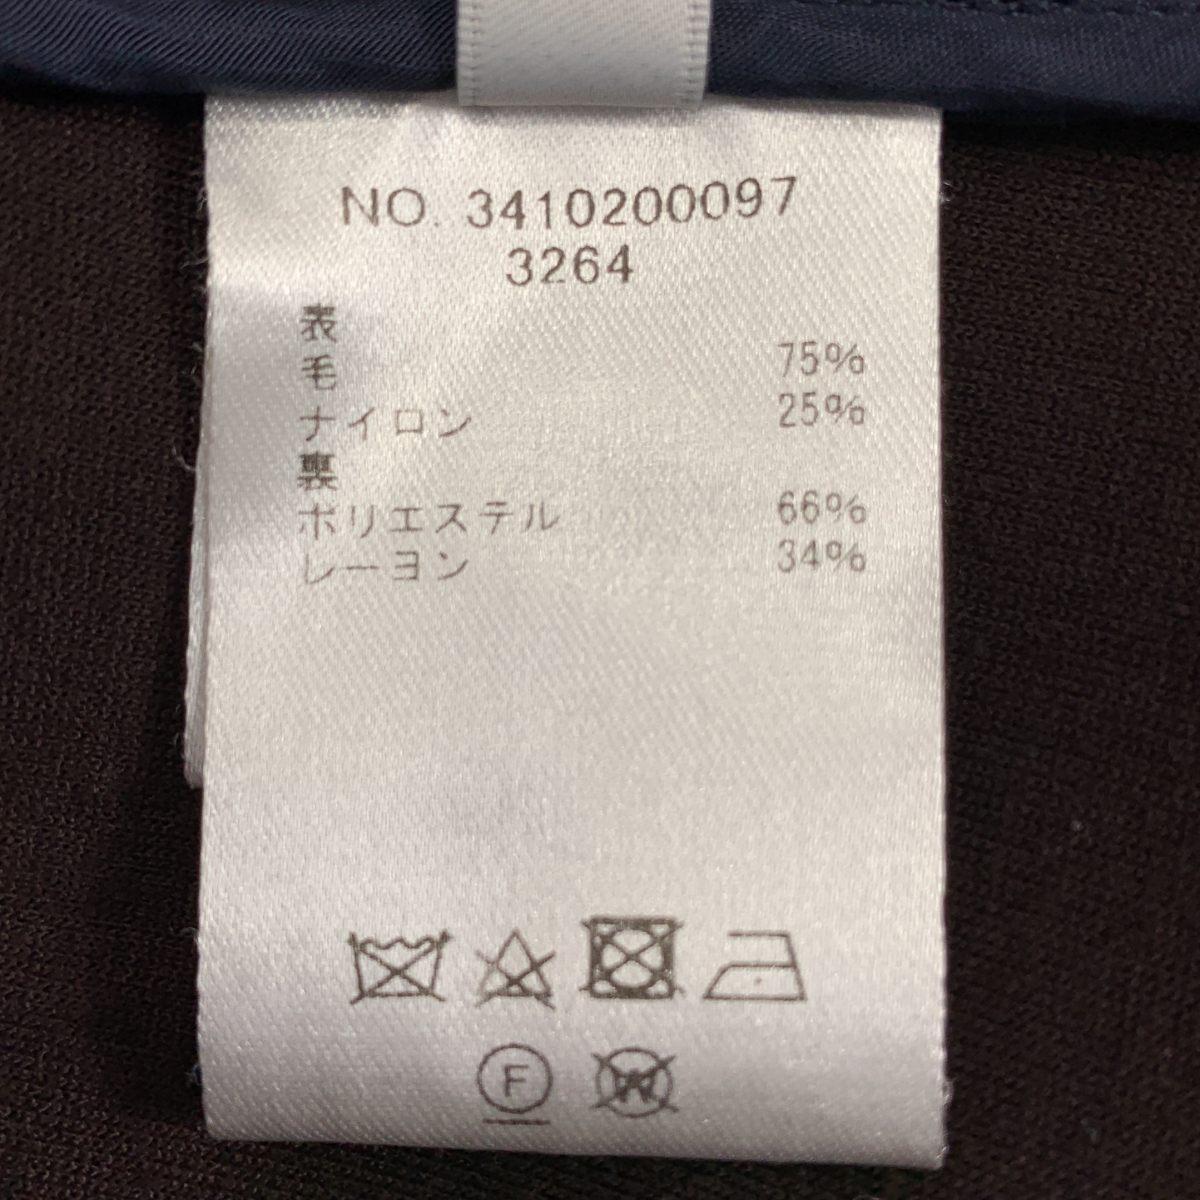 NO. 3410200097
3264
表
毛 75%
ナイロン 25%
裏
ポリエステル 66%
レーヨン 34%
F W